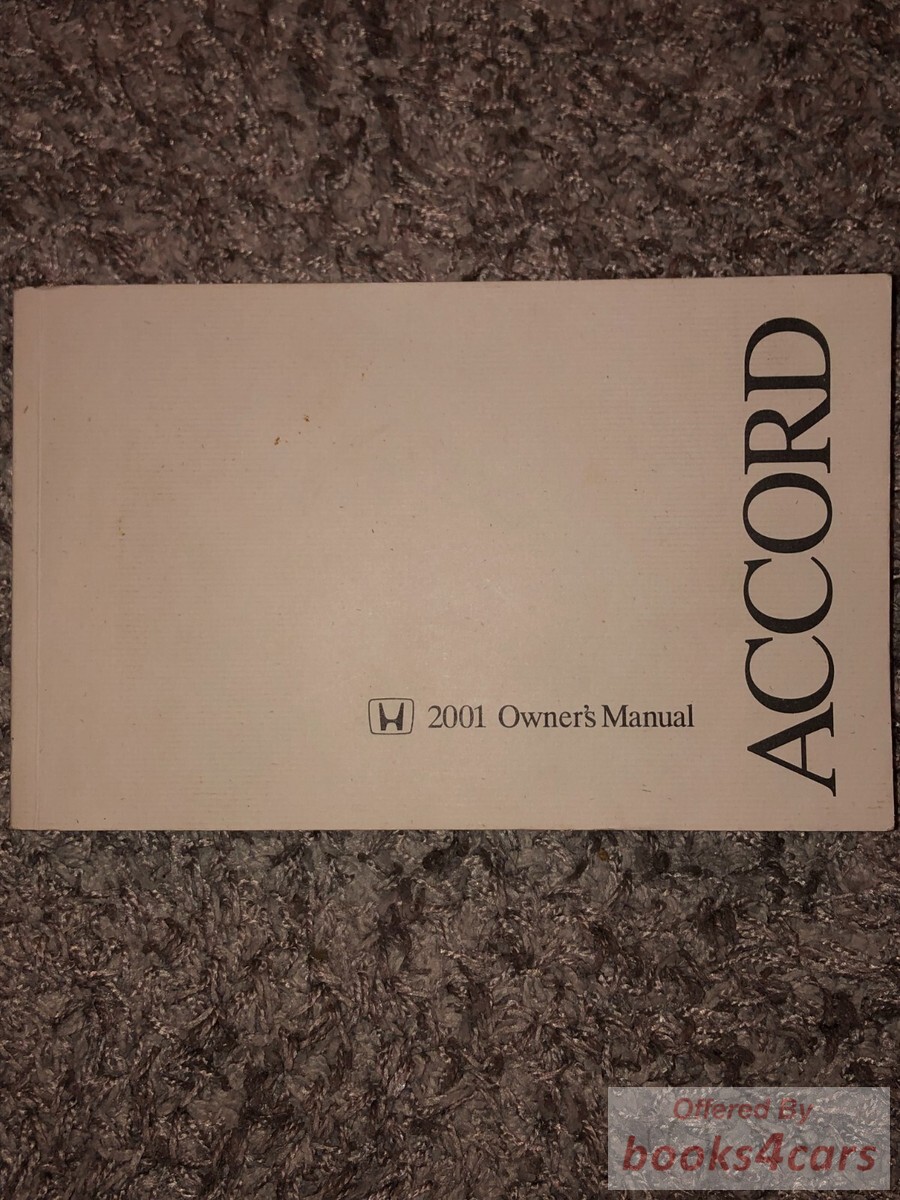 2001 Owner's Manual
ACCORD
Offered By
books4cars